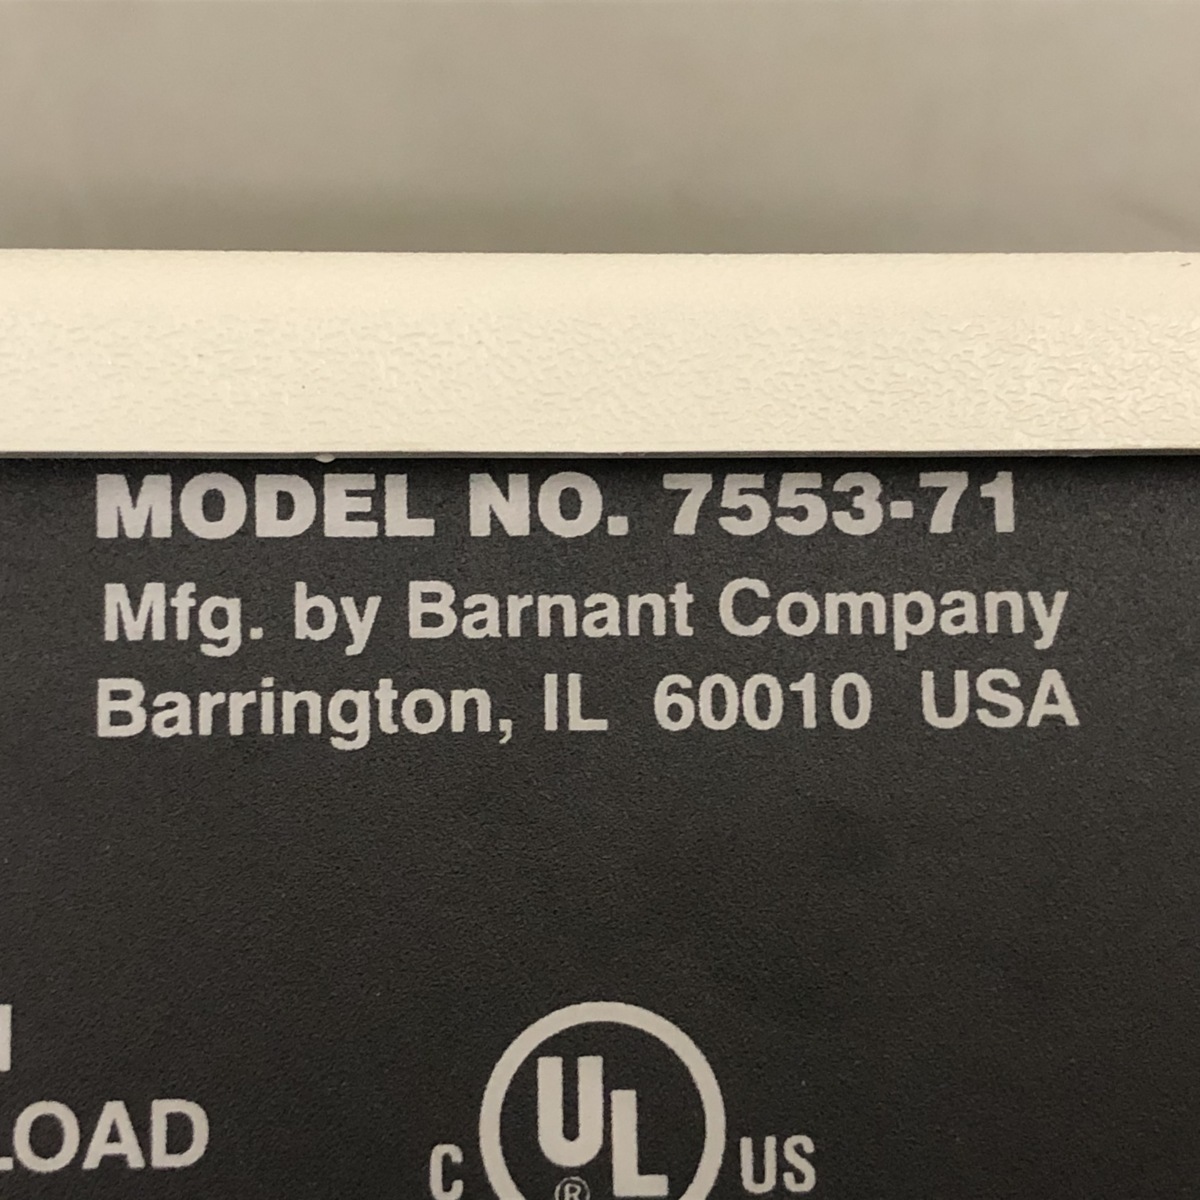 MODEL NO. 7553-71
Mfg. by Barnant Company
Barrington, IL 60010 USA
LOAD
C UL US
®